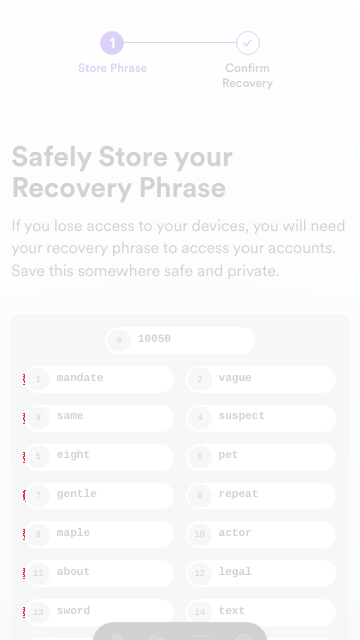 1
Store Phrase
Confirm
Recovery
Safely Store your
Recovery Phrase
If you lose access to your devices, you will need
your recovery phrase to access your accounts.
Save this somewhere safe and private.
# 10050
1 mandate 2 vague
3 same 4 suspect
5 eight 6 pet
7 gentle 8 repeat
9 maple 10 actor
11 about 12 legal
13 sword 14 text